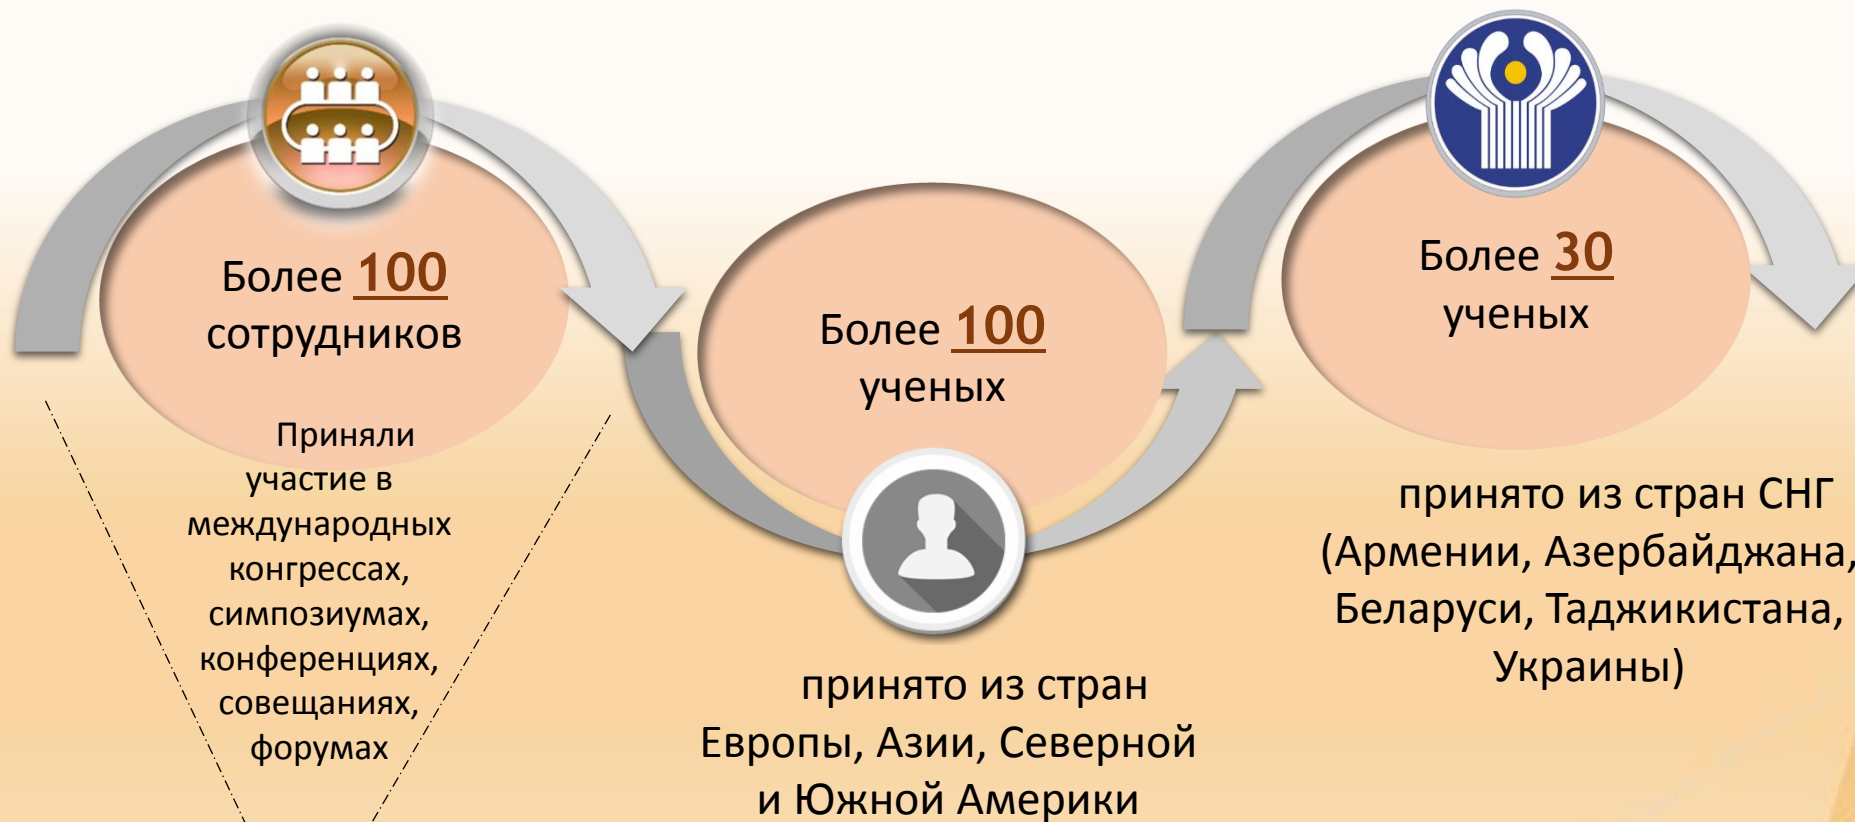 Более 100
сотрудников
Приняли
участие в
международных
конгрессах,
симпозиумах,
конференциях,
совещаниях,
форумах
Более 100
ученых
принято из стран
Европы, Азии, Северной
и Южной Америки
Более 30
ученых
принято из стран СНГ
(Армении, Азербайджана,
Беларуси, Таджикистана,
Украины)